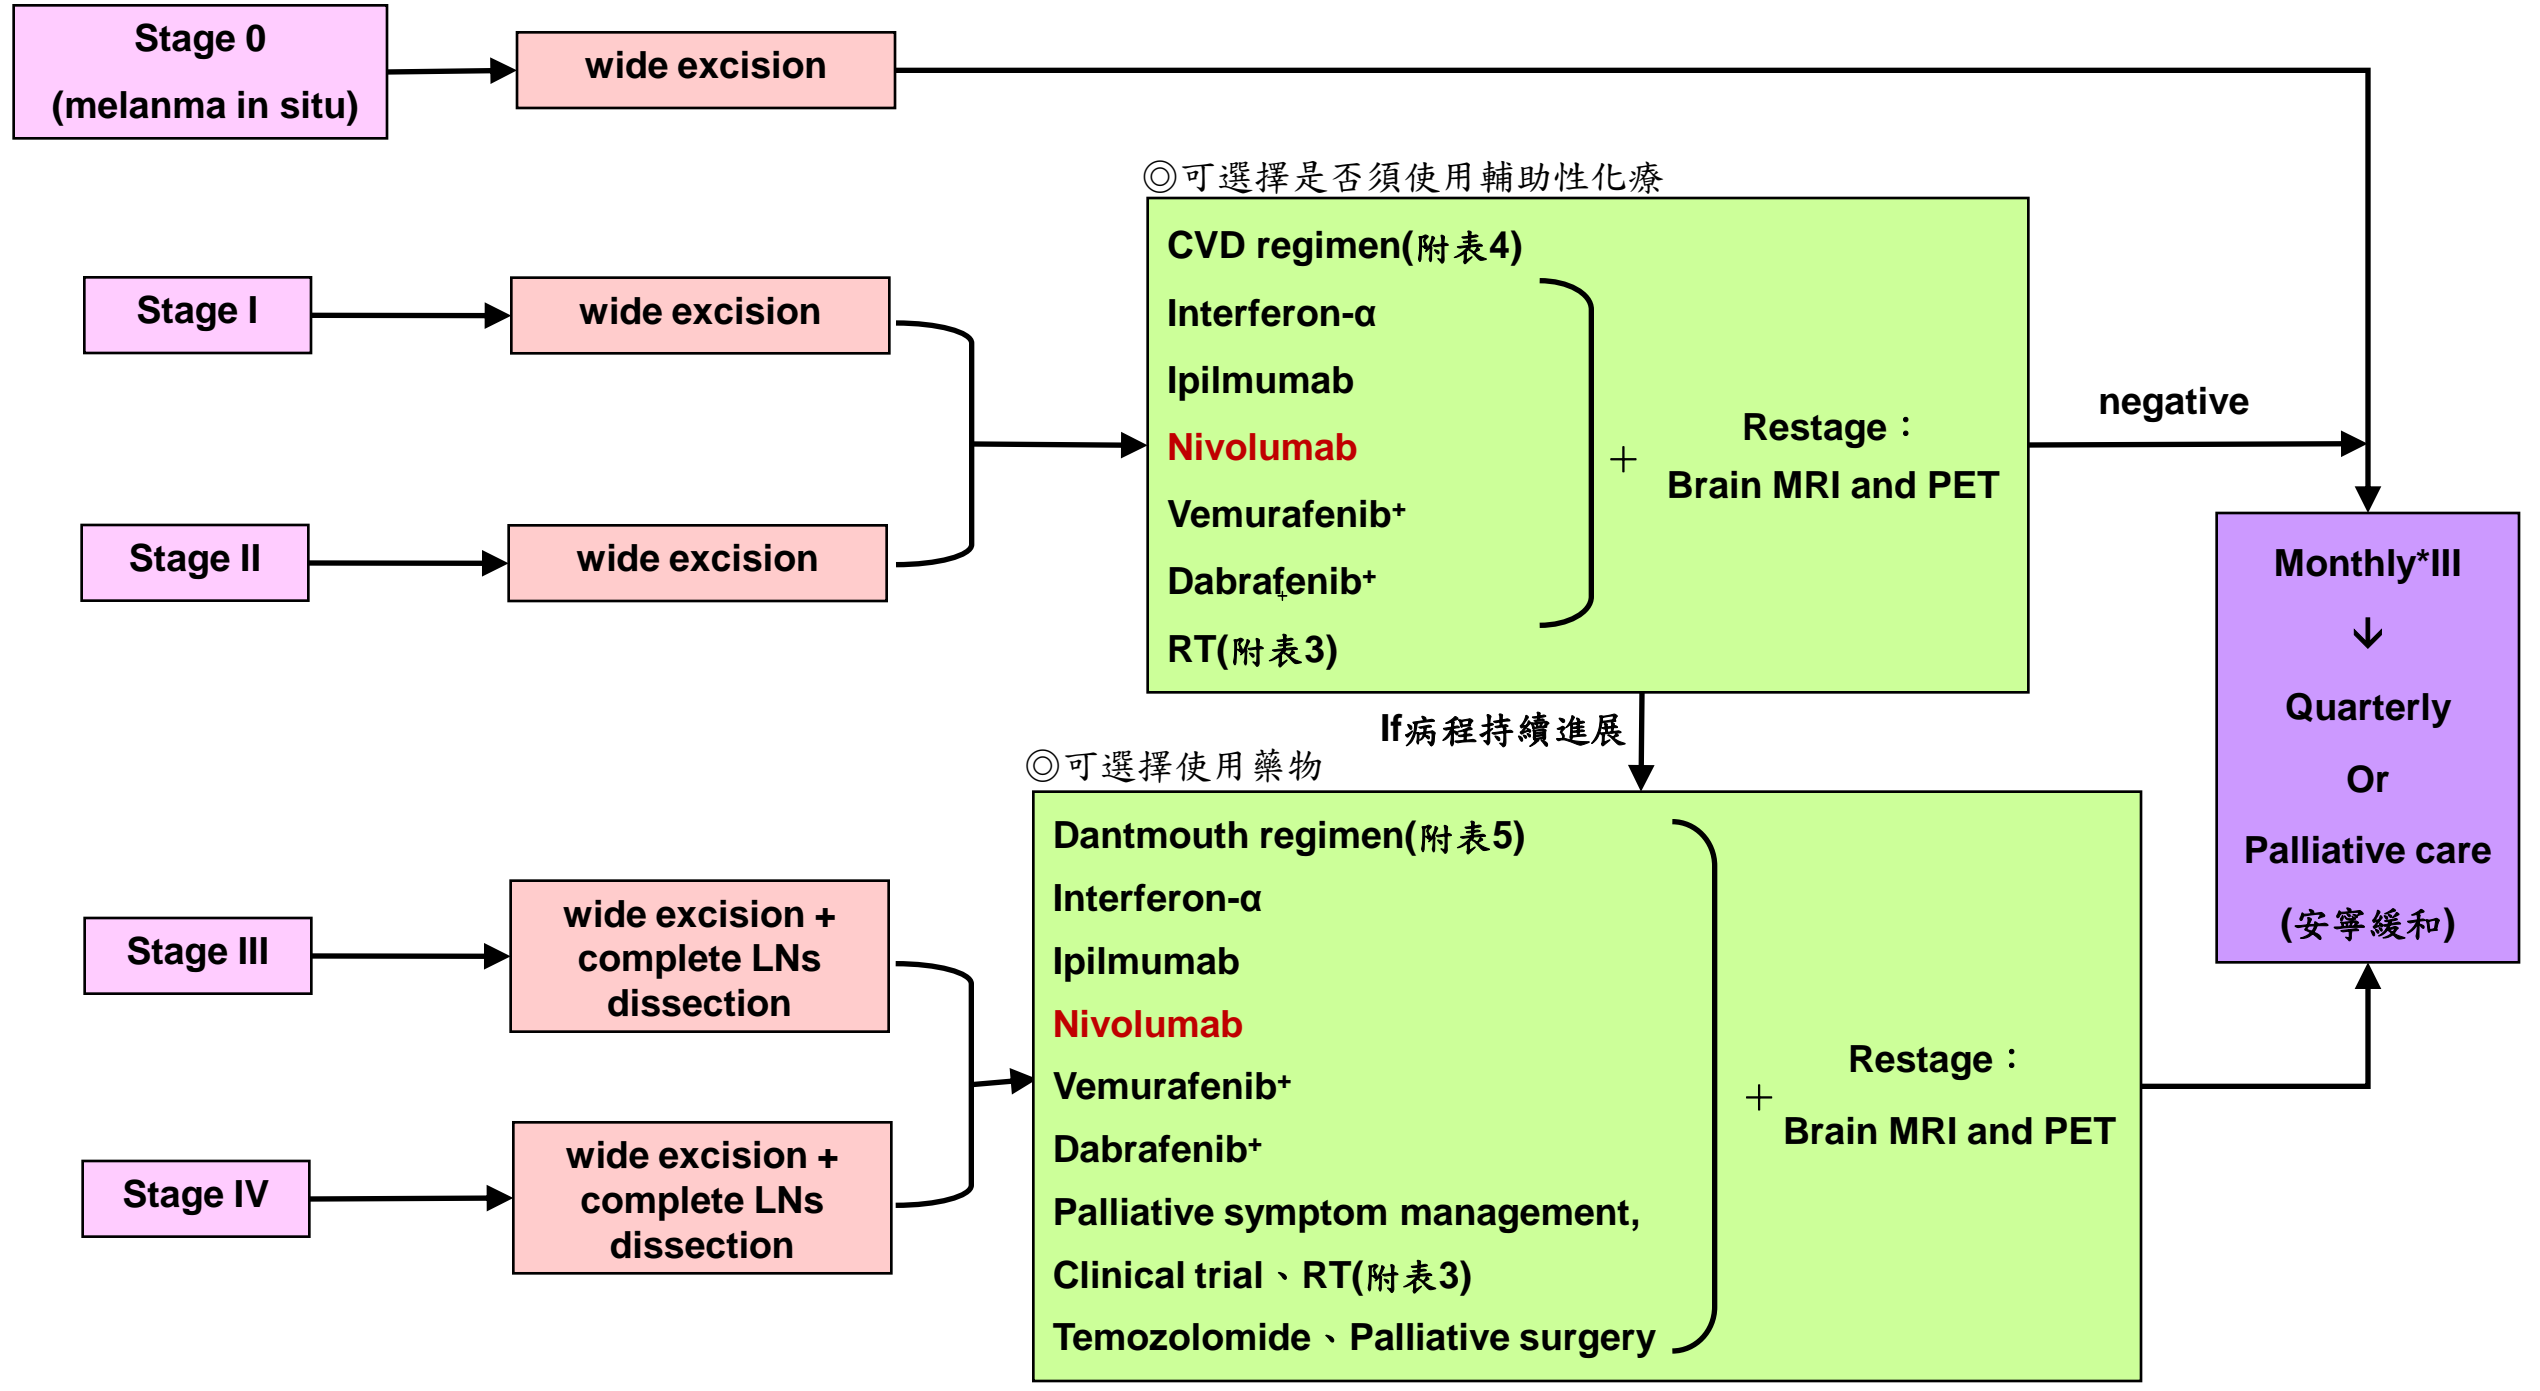 Stage 0
(melanma in situ)
wide excision
◎可選擇是否須使用輔助性化療
Stage I
wide excision
Stage II
wide excision
CVD regimen(附表4)
Interferon-α
Ipilmumab
Nivolumab
Vemurafenib⁺
Dabrafenib⁺
+
RT(附表3)
+
Restage：
Brain MRI and PET
negative
If病程持續進展
◎可選擇使用藥物
Stage III
wide excision +
complete LNs
dissection
Stage IV
wide excision +
complete LNs
dissection
Dantmouth regimen(附表5)
Interferon-α
Ipilmumab
Nivolumab
Vemurafenib⁺
Dabrafenib⁺
Palliative symptom management,
Clinical trial、RT(附表3)
Temozolomide、Palliative surgery
+
Restage：
Brain MRI and PET
Monthly*III
↓
Quarterly
Or
Palliative care
(安寧緩和)